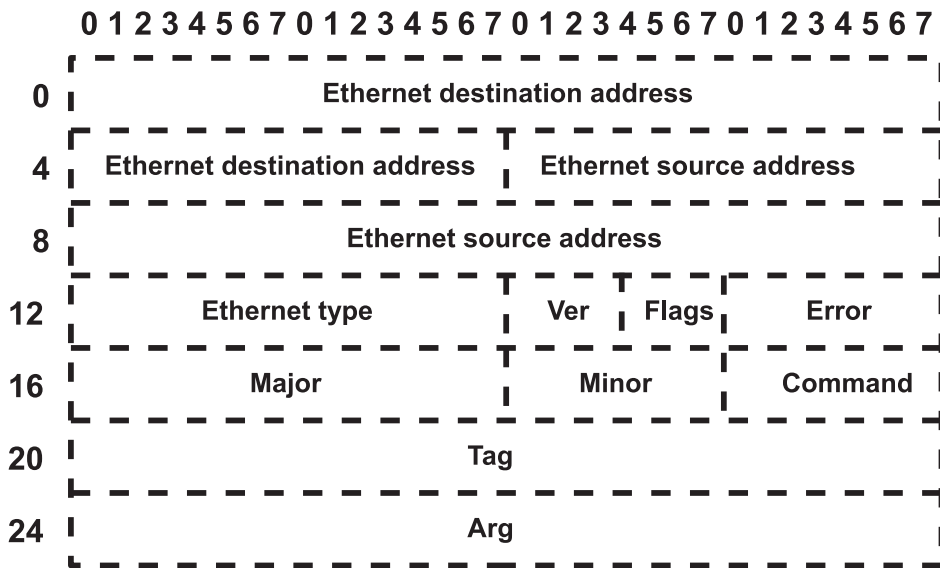 0 1 2 3 4 5 6 7 0 1 2 3 4 5 6 7 0 1 2 3 4 5 6 7 0 1 2 3 4 5 6 7
0 Ethernet destination address
4 Ethernet destination address Ethernet source address
8 Ethernet source address
12 Ethernet type Ver Flags Error
16 Major Minor Command
20 Tag
24 Arg